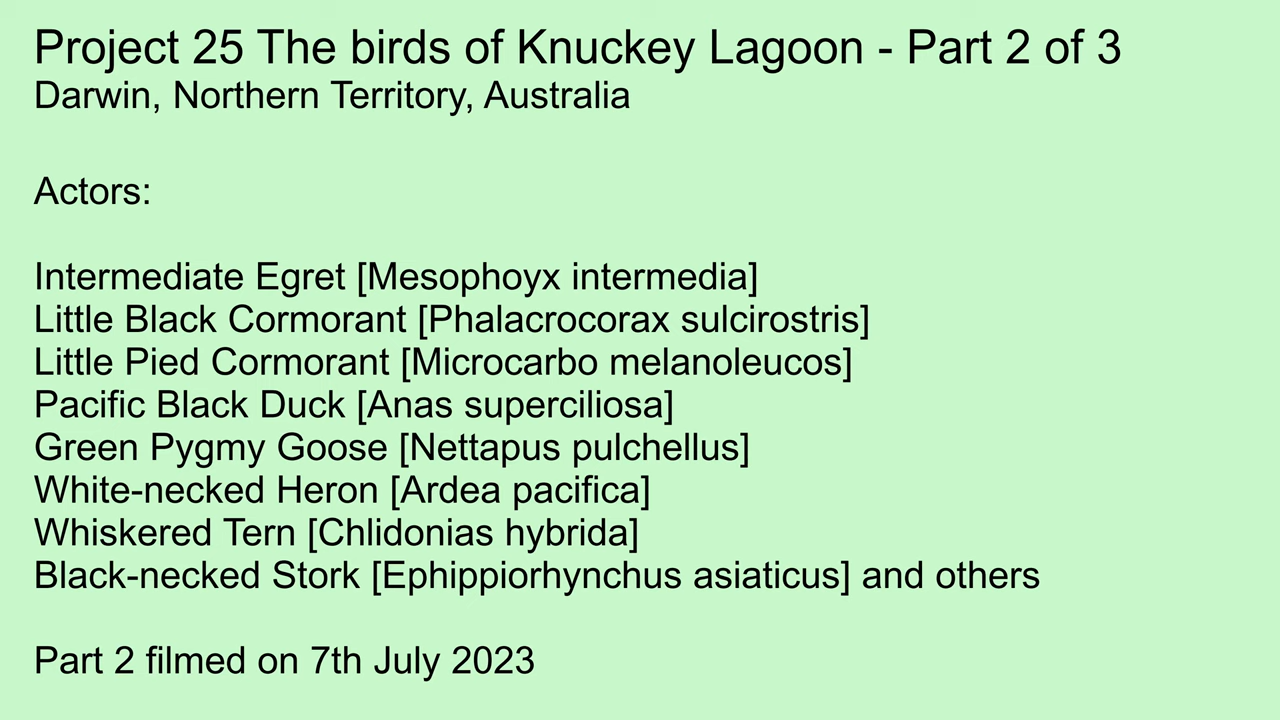 Project 25 The birds of Knuckey Lagoon - Part 2 of 3
Darwin, Northern Territory, Australia
Actors:
Intermediate Egret [Mesophoyx intermedia]
Little Black Cormorant [Phalacrocorax sulcirostris]
Little Pied Cormorant [Microcarbo melanoleucos]
Pacific Black Duck [Anas superciliosa]
Green Pygmy Goose [Nettapus pulchellus]
White-necked Heron [Ardea pacifica]
Whiskered Tern [Chlidonias hybrida]
Black-necked Stork [Ephippiorhynchus asiaticus] and others
Part 2 filmed on 7th July 2023